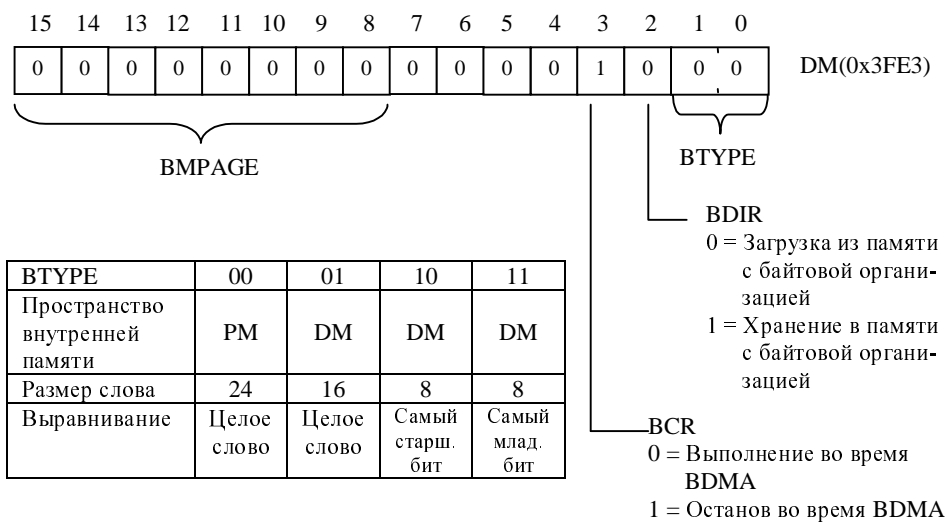 15 14 13 12 11 10 9 8 7 6 5 4 3 2 1 0
0 0 0 0 0 0 0 0 0 0 0 0 1 0 0 0 DM(0x3FE3)
BMPAGE
BTYPE
BDIR
0 = Загрузка из памяти
с байтовой органи-
зацией
1 = Хранение в памяти
с байтовой органи-
зацией
BTYPE 00 01 10 11
Пространство
внутренней
памяти
PM DM DM DM
Размер слова 24 16 8 8
Выравнивание Целое Целое Самый Самый
слово слово старш. млад.
бит бит
BCR
0 = Выполнение во время
BDMA
1 = Останов во время BDMA